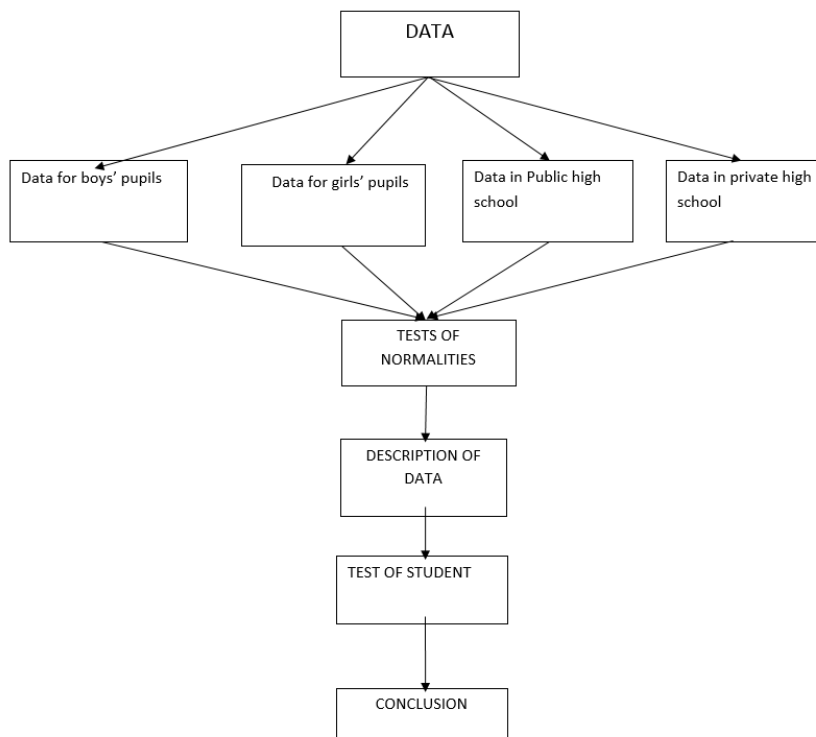 DATA
Data for boys' pupils
Data for girls' pupils
Data in Public high
school
Data in private high
school
TESTS OF
NORMALITIES
DESCRIPTION OF
DATA
TEST OF STUDENT
CONCLUSION